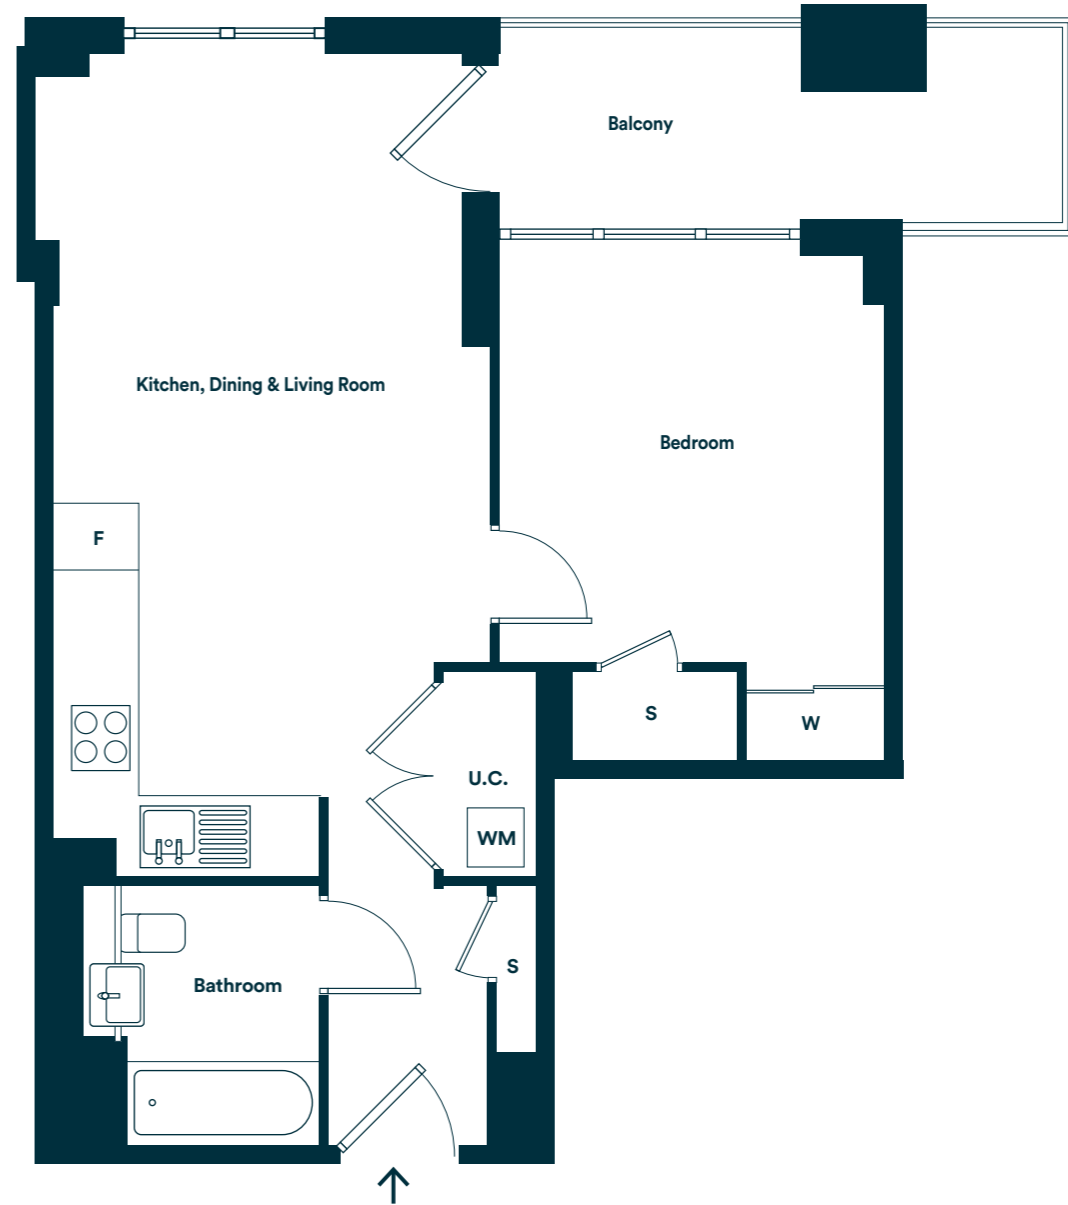 Balcony
Kitchen, Dining & Living Room
Bedroom
F
S
W
U.C.
WM
S
Bathroom